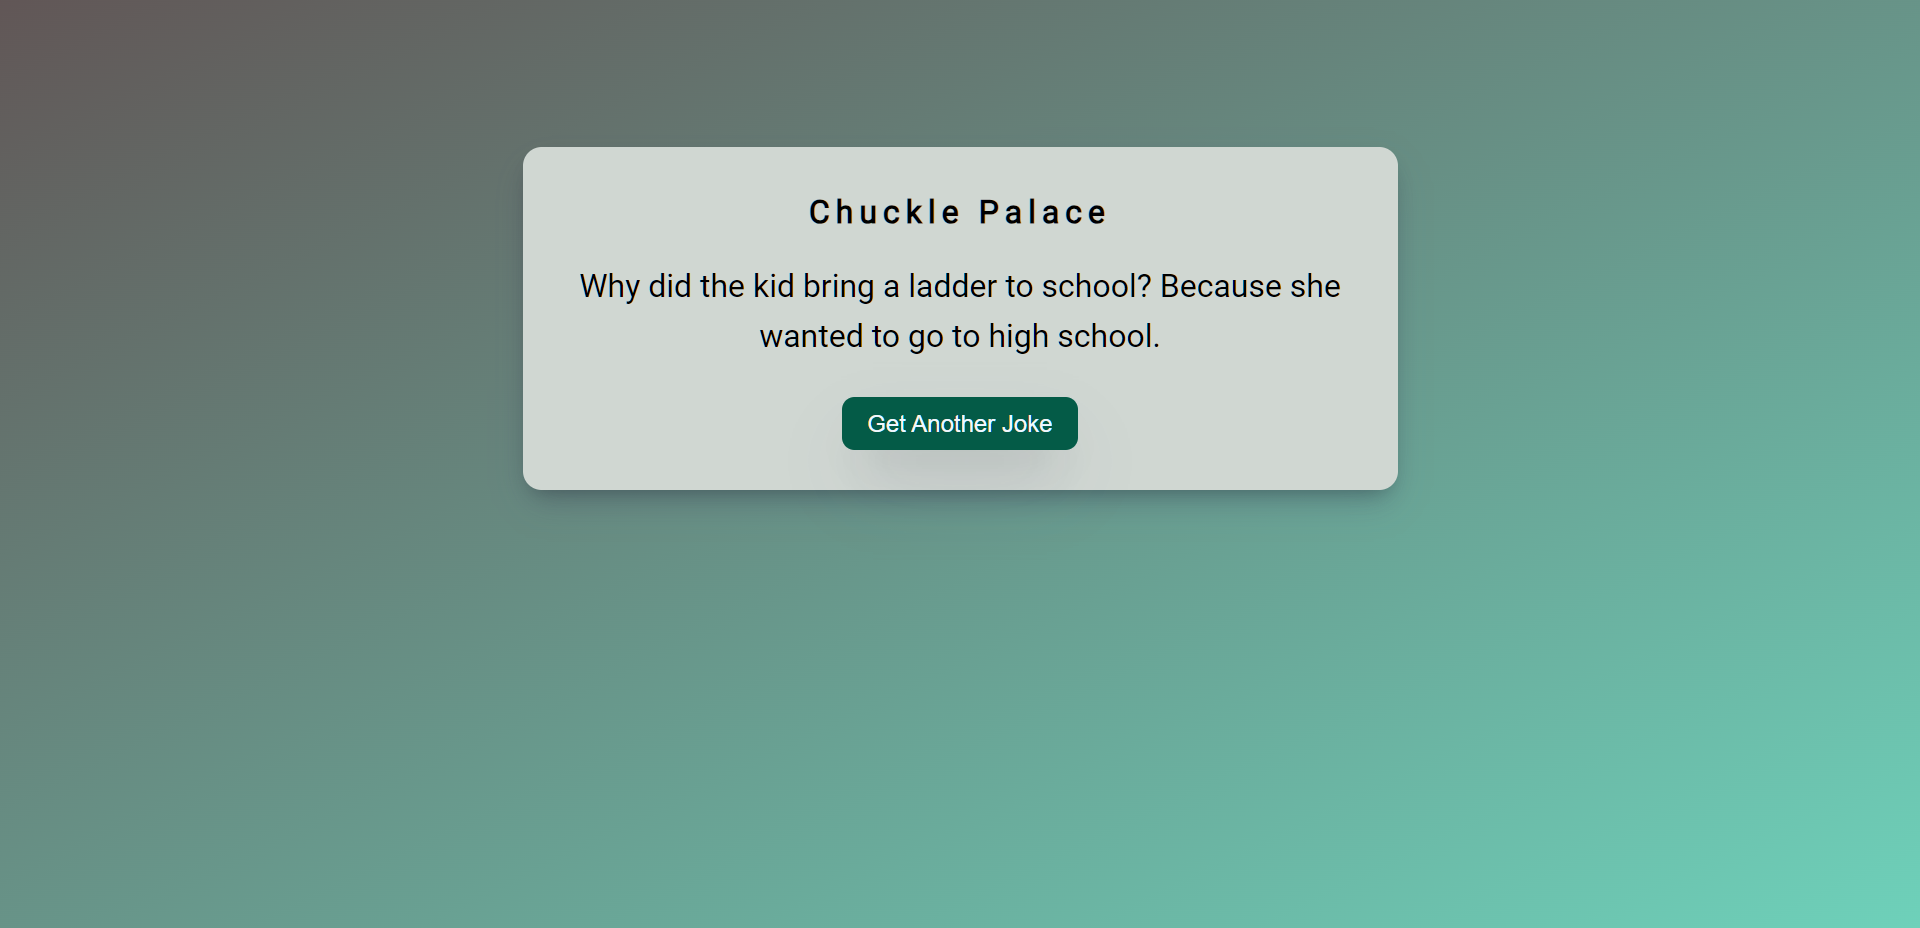 Chuckle Palace
Why did the kid bring a ladder to school? Because she
wanted to go to high school.
Get Another Joke